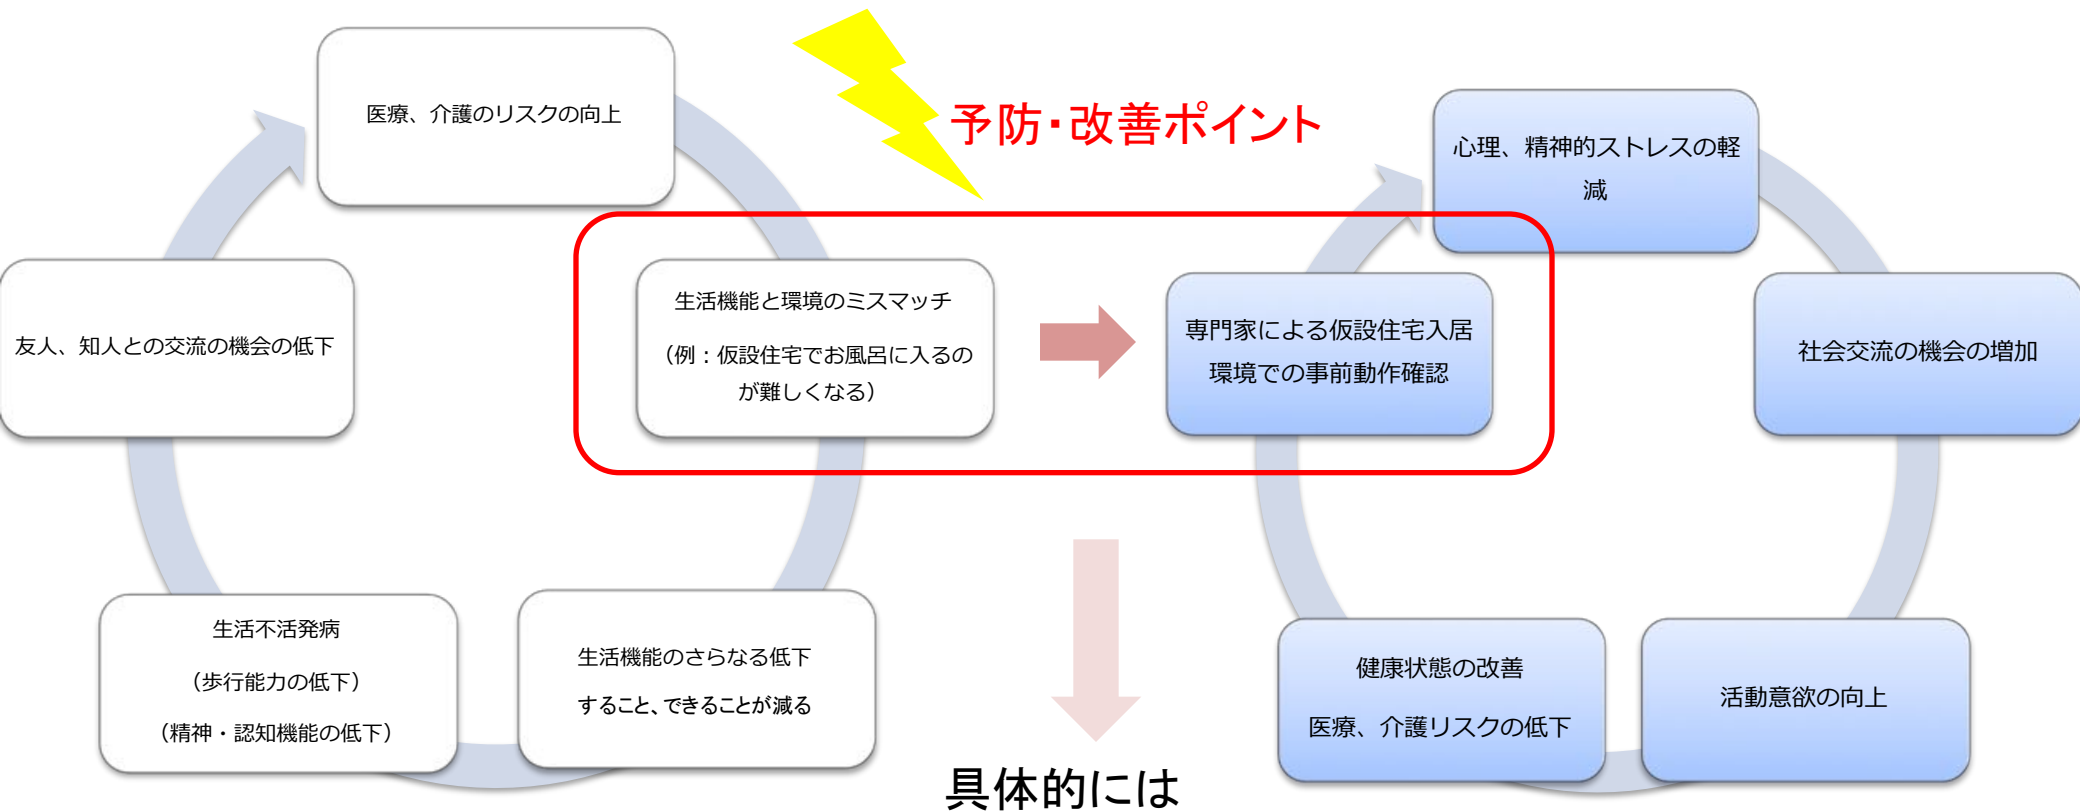 医療、介護のリスクの向上
予防・改善ポイント
心理、精神的ストレスの軽
減
友人、知人との交流の機会の低下
生活機能と環境のミスマッチ
（例：仮設住宅でお風呂に入るの
が難しくなる）
専門家による仮設住宅入居
環境での事前動作確認
社会交流の機会の増加
生活不活発病
（歩行能力の低下）
（精神・認知機能の低下）
生活機能のさらなる低下
すること、できることが減る
健康状態の改善
医療、介護リスクの低下
活動意欲の向上
具体的には